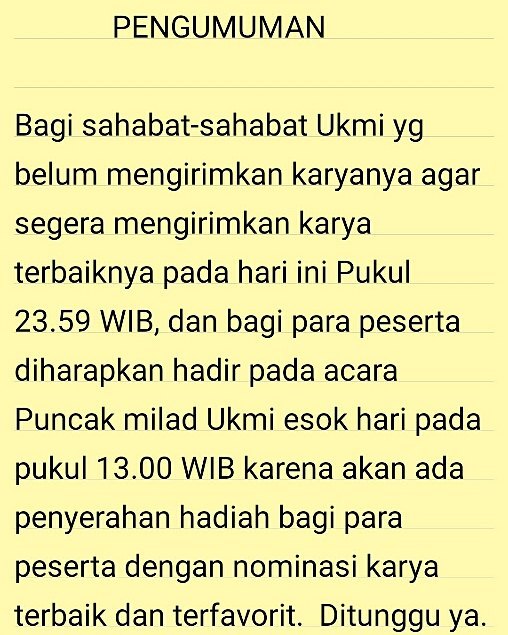 PENGUMUMAN
Bagi sahabat-sahabat Ukmi yg
belum mengirimkan karyanya agar
segera mengirimkan karya
terbaiknya pada hari ini Pukul
23.59 WIB, dan bagi para peserta
diharapkan hadir pada acara
Puncak milad Ukmi esok hari pada
pukul 13.00 WIB karena akan ada
penyerahan hadiah bagi para
peserta dengan nominasi karya
terbaik dan terfavorit.  Ditunggu ya.